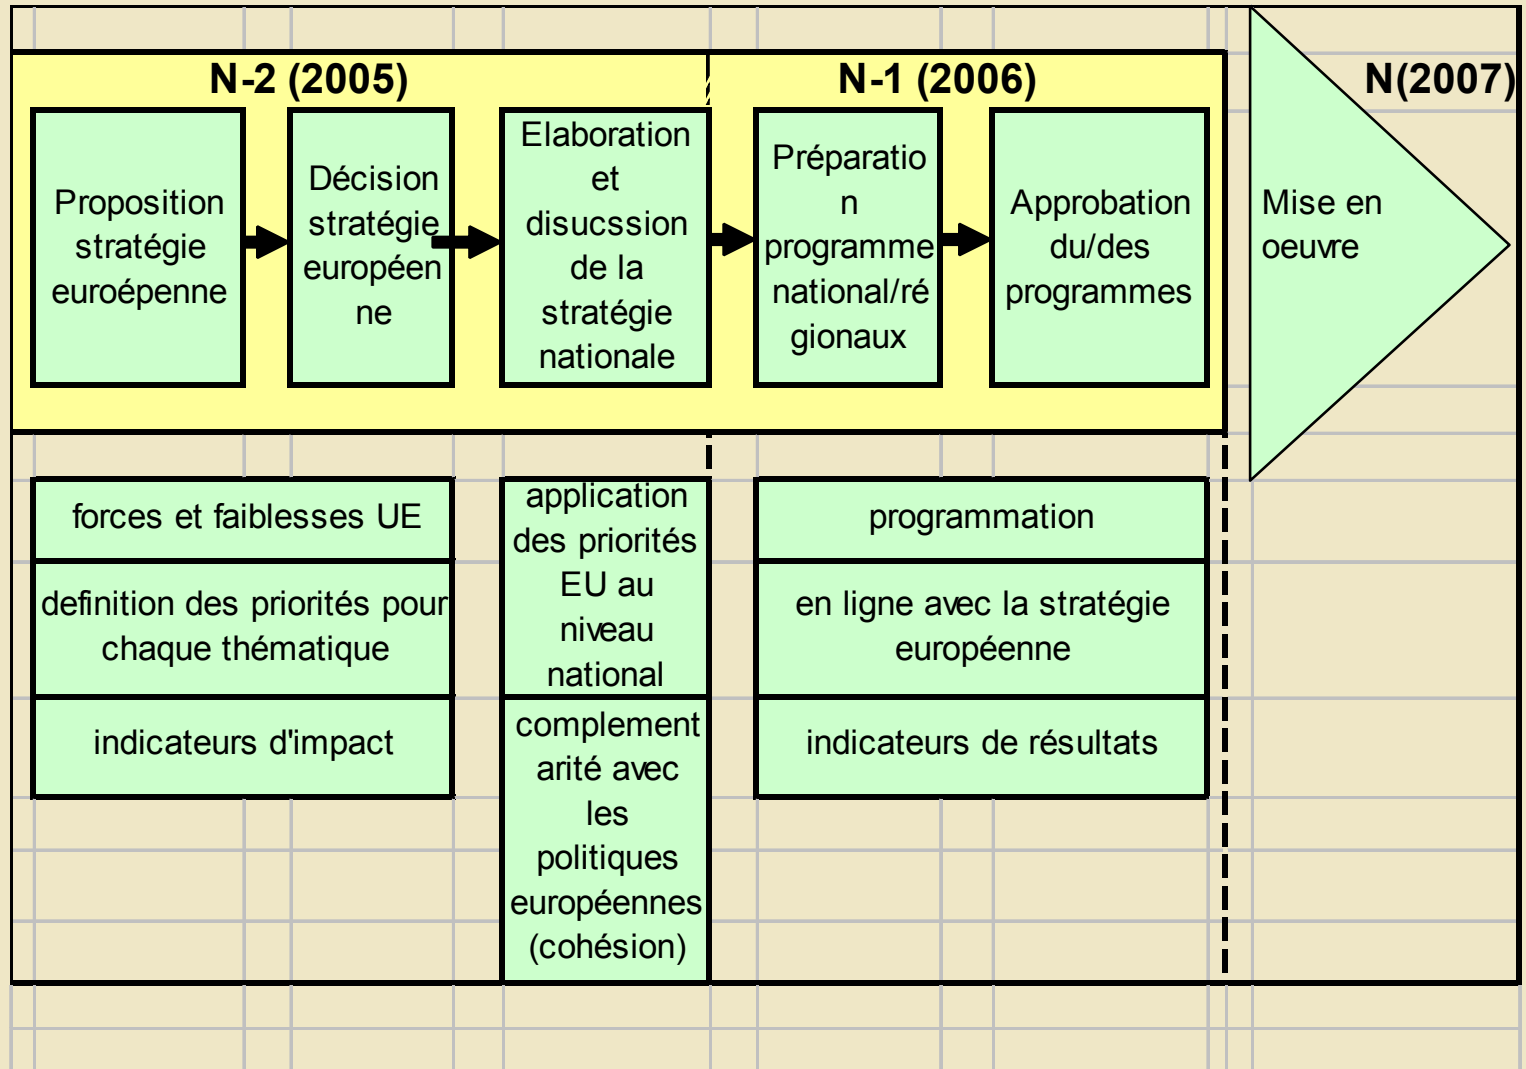 N-2 (2005)
N-1 (2006)
N(2007)
Proposition
stratégie
euroépenne
Décision
stratégie
européen
ne
Elaboration
et
disucssion
de la
stratégie
nationale
Préparatio
n
programme
national/ré
gionaux
Approbation
du/des
programmes
Mise en
oeuvre
forces et faiblesses UE
definition des priorités pour
chaque thématique
indicateurs d'impact
application
des priorités
EU au
niveau
national
complement
arité avec
les
politiques
européennes
(cohésion)
programmation
en ligne avec la stratégie
européenne
indicateurs de résultats